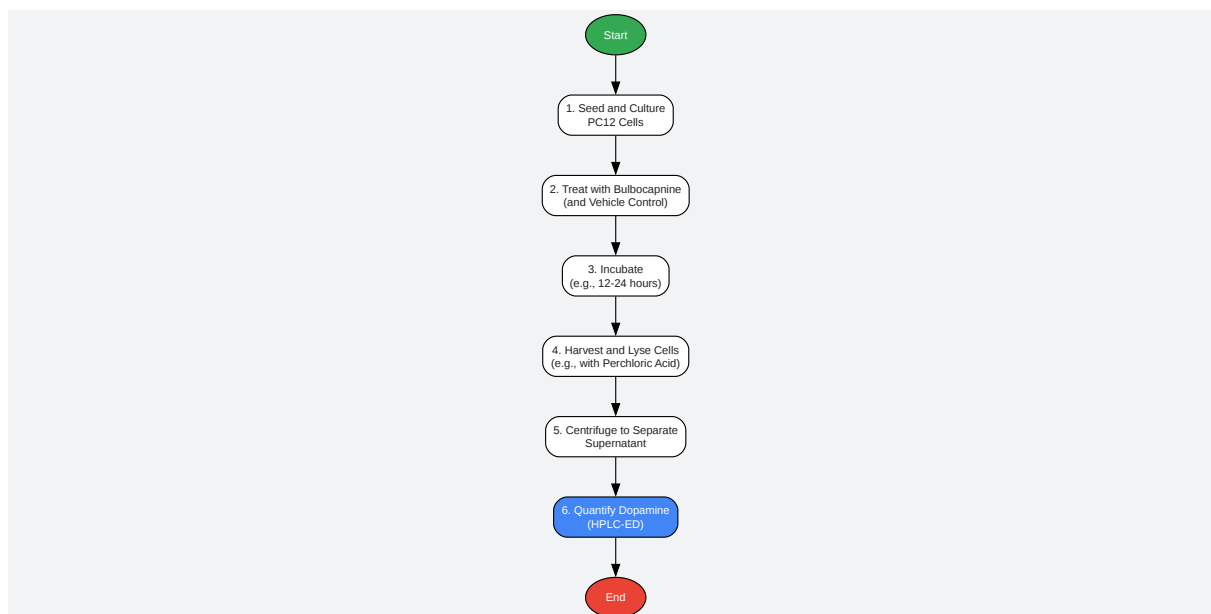 Start
1. Seed and Culture
PC12 Cells
2. Treat with Bulbocapnine
(and Vehicle Control)
3. Incubate
(e.g., 12-24 hours)
4. Harvest and Lyse Cells
(e.g., with Perchloric Acid)
5. Centrifuge to Separate
Supernatant
6. Quantify Dopamine
(HPLC-ED)
End